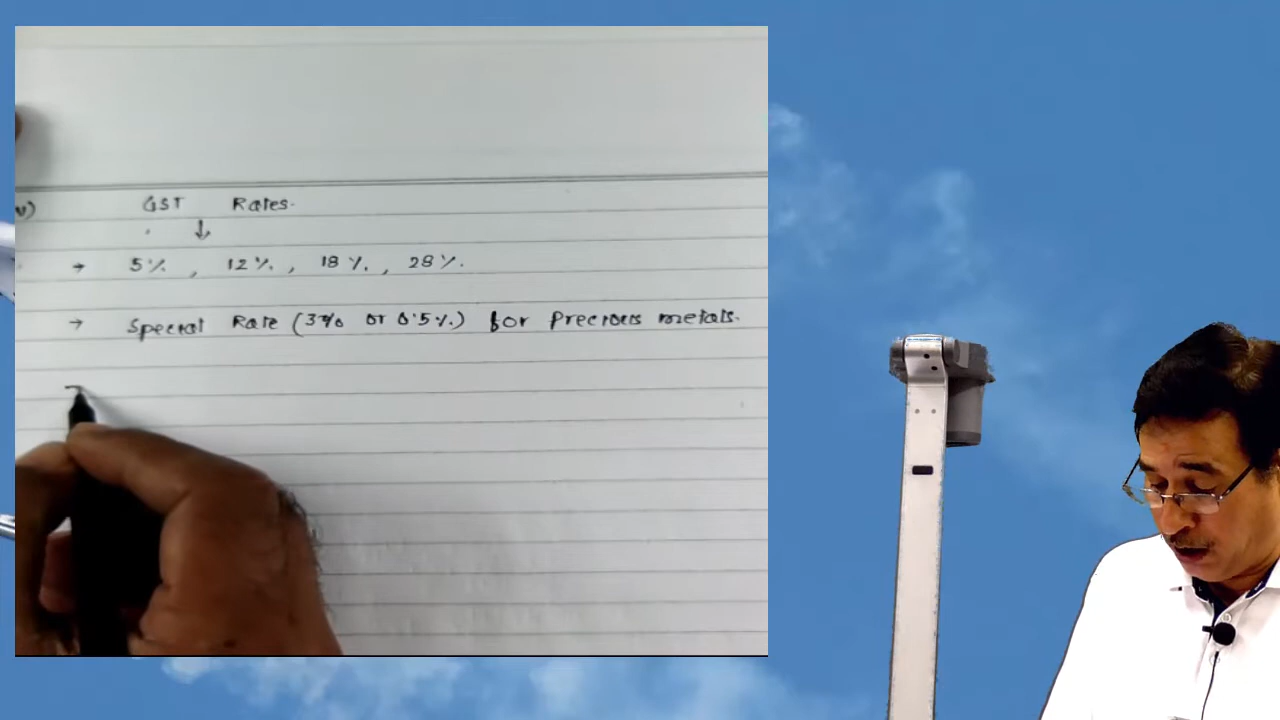 v) GST Rates.
↓
→ 5%, 12%, 18%, 28%.
→ Special Rate (3% or 0.5%) for Precious metals.